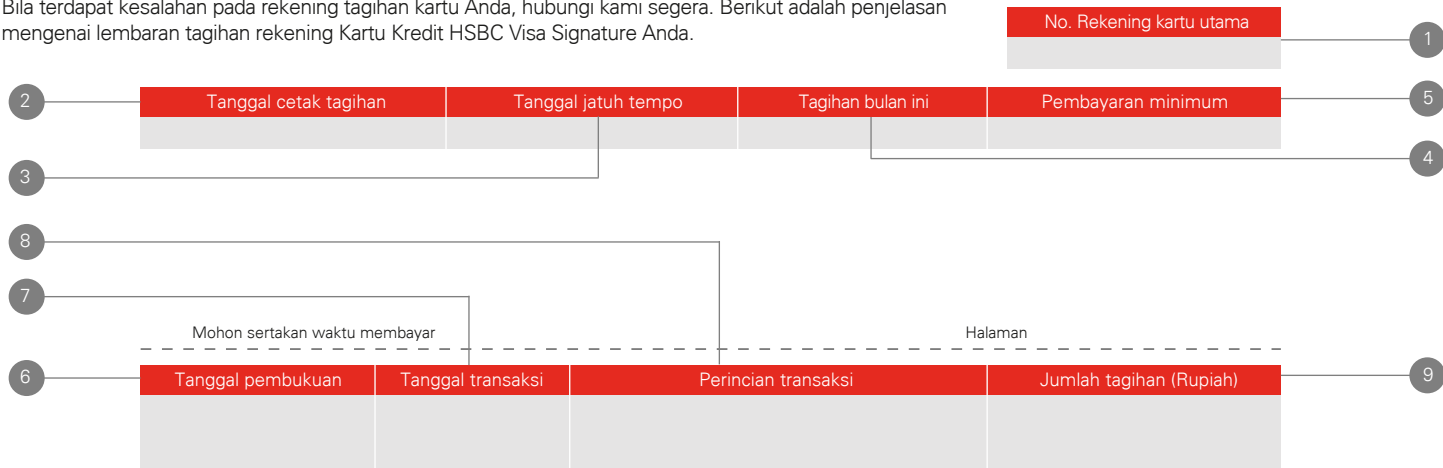 Bila terdapat kesalahan pada rekening tagihan kartu Anda, hubungi kami segera. Berikut adalah penjelasan
mengenai lembaran tagihan rekening Kartu Kredit HSBC Visa Signature Anda.
No. Rekening kartu utama
1
2
Tanggal cetak tagihan
Tanggal jatuh tempo
Tagihan bulan ini
Pembayaran minimum
5
4
3
8
7
Mohon sertakan waktu membayar
Halaman
6
Tanggal pembukuan
Tanggal transaksi
Perincian transaksi
Jumlah tagihan (Rupiah)
9